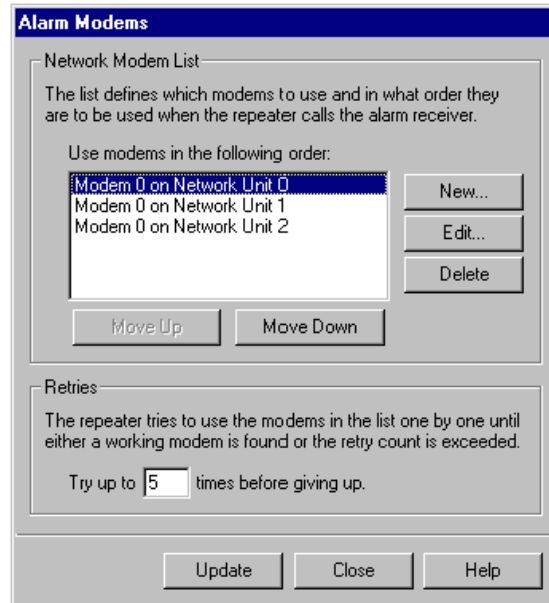 Alarm Modems
Network Modem List
The list defines which modems to use and in what order they
are to be used when the repeater calls the alarm receiver.
Use modems in the following order:
Modem 0 on Network Unit 0
Modem 0 on Network Unit 1
Modem 0 on Network Unit 2
New...
Edit...
Delete
Move Up
Move Down
Retries
The repeater tries to use the modems in the list one by one until
either a working modem is found or the retry count is exceeded.
Try up to 5 times before giving up.
Update
Close
Help